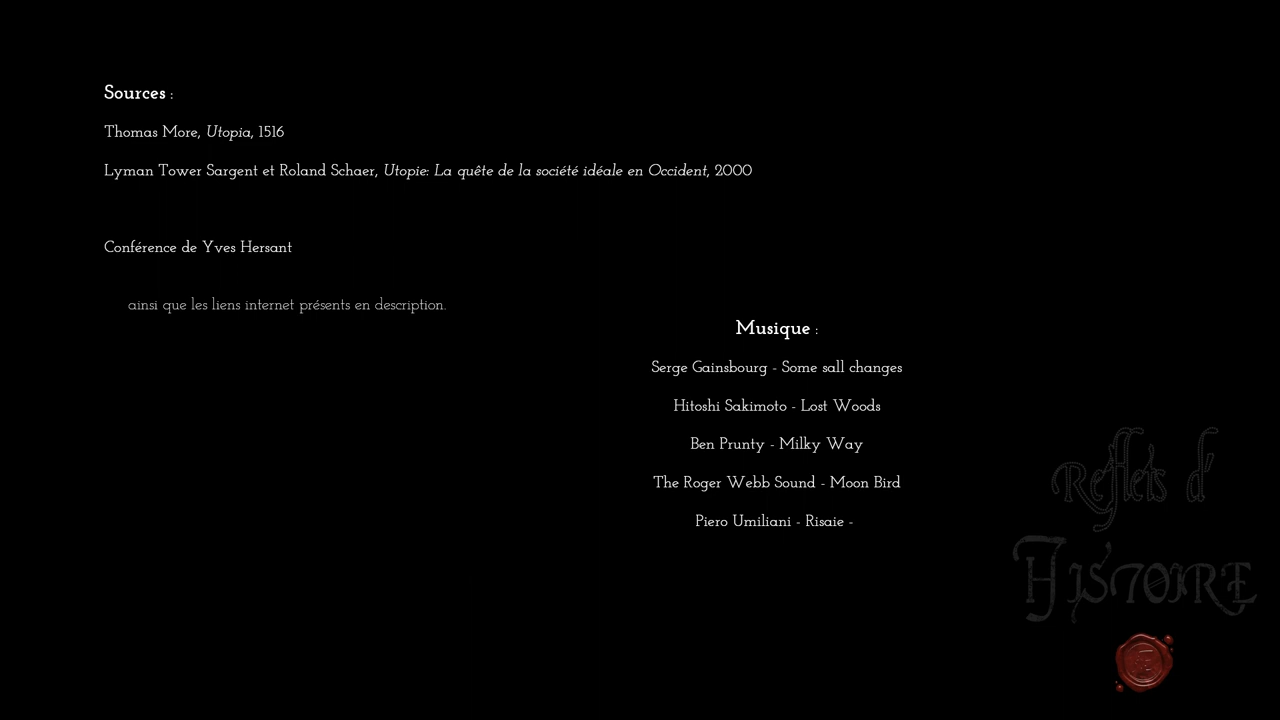 Sources :
Thomas More, Utopia, 1516
Lyman Tower Sargent et Roland Schaer, Utopie: La quête de la société idéale en Occident, 2000
Conférence de Yves Hersant
ainsi que les liens internet présents en description.
Musique :
Serge Gainsbourg - Some sall changes
Hitoshi Sakimoto - Lost Woods
Ben Prunty - Milky Way
The Roger Webb Sound - Moon Bird
Piero Umiliani - Risaie -
Reflets d'
HISTOIRE